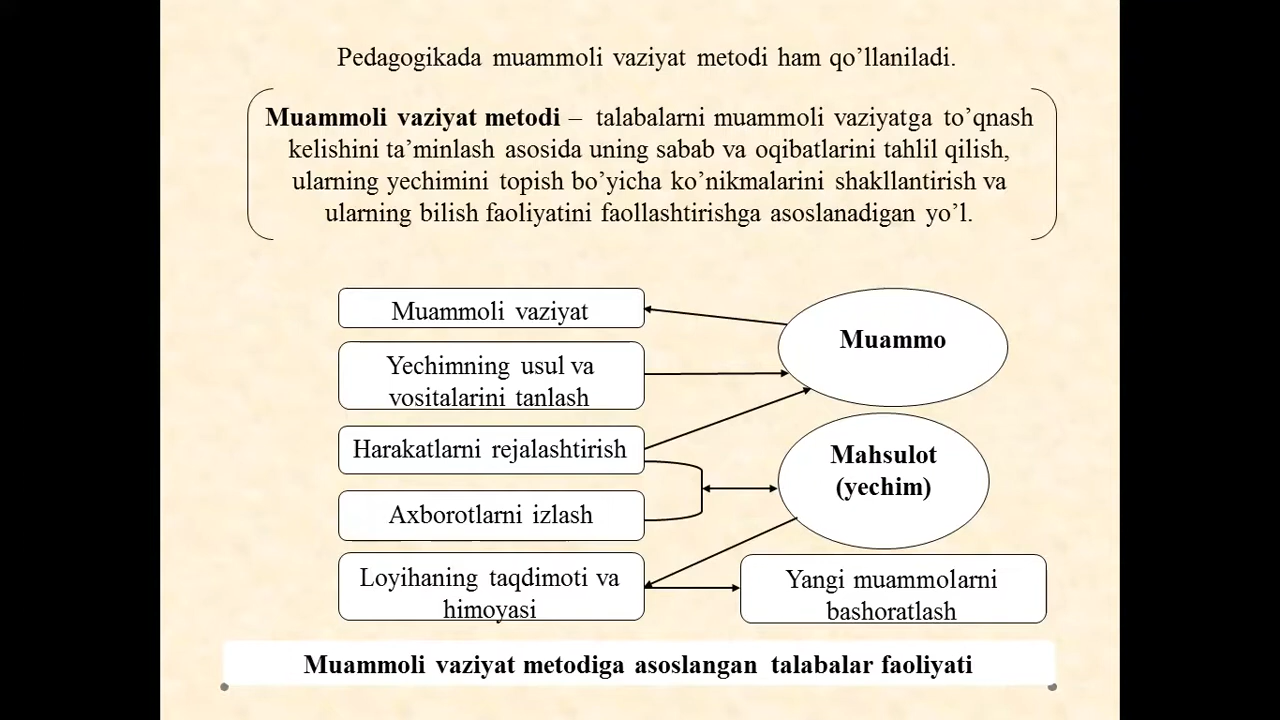 Pedagogikada muammoli vaziyat metodi ham qo’llaniladi.
Muammoli vaziyat metodi – talabalarni muammoli vaziyatga to’qnash
kelishini ta’minlash asosida uning sabab va oqibatlarini tahlil qilish,
ularning yechimini topish bo’yicha ko’nikmalarini shakllantirish va
ularning bilish faoliyatini faollashtirishga asoslanadigan yo’l.
Muammoli vaziyat
Muammo
Yechimning usul va
vositalarini tanlash
Harakatlarni rejalashtirish
Mahsulot
(yechim)
Axborotlarni izlash
Loyihaning taqdimoti va
himoyasi
Yangi muammolarni
bashoratlash
Muammoli vaziyat metodiga asoslangan talabalar faoliyati